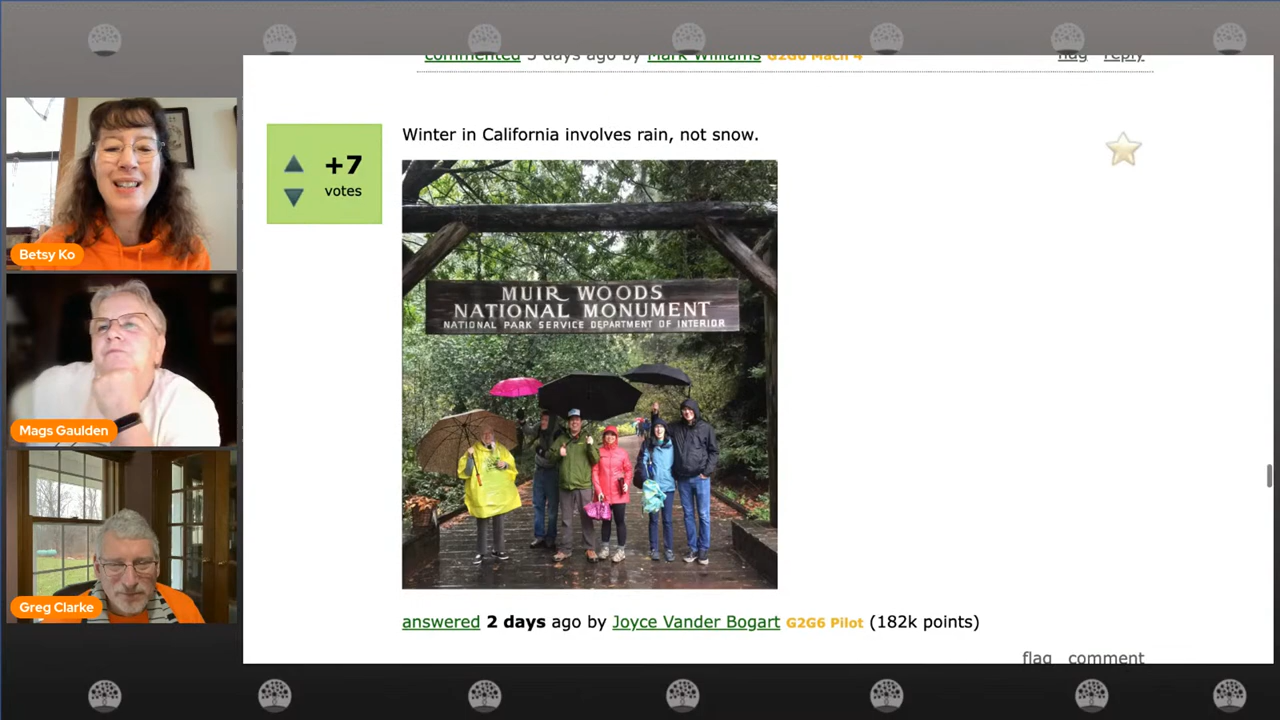 commented 3 days ago by Mark Williams G2G6 Mach 4
flag reply
+7
votes
Winter in California involves rain, not snow.
MUIR WOODS
NATIONAL MONUMENT
NATIONAL PARK SERVICE DEPARTMENT OF INTERIOR
answered 2 days ago by Joyce Vander Bogart G2G6 Pilot (182k points)
flag comment
Betsy Ko
Mags Gaulden
Greg Clarke